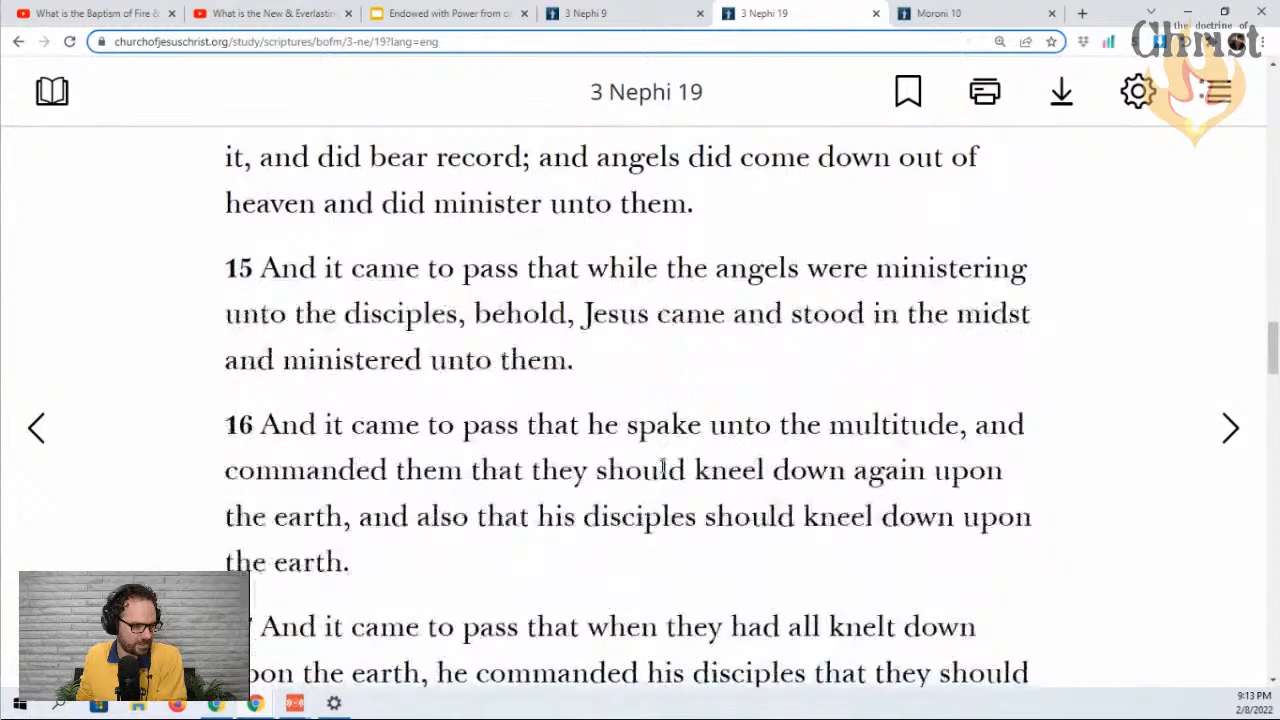 What is the Baptism of Fire &
What is the New & Everlastin
Endowed with Power from o
3 Nephi 9
3 Nephi 19
Moroni 10
the doctrine of
Christ
churchofjesuschrist.org/study/scriptures/bofm/3-ne/19?lang=eng
3 Nephi 19
it, and did bear record; and angels did come down out of
heaven and did minister unto them.
15 And it came to pass that while the angels were ministering
unto the disciples, behold, Jesus came and stood in the midst
and ministered unto them.
16 And it came to pass that he spake unto the multitude, and
commanded them that they should kneel down again upon
the earth, and also that his disciples should kneel down upon
the earth.
And it came to pass that when they had all knelt down
pon the earth, he commanded his disciples that they should
9:13 PM
2/8/2022